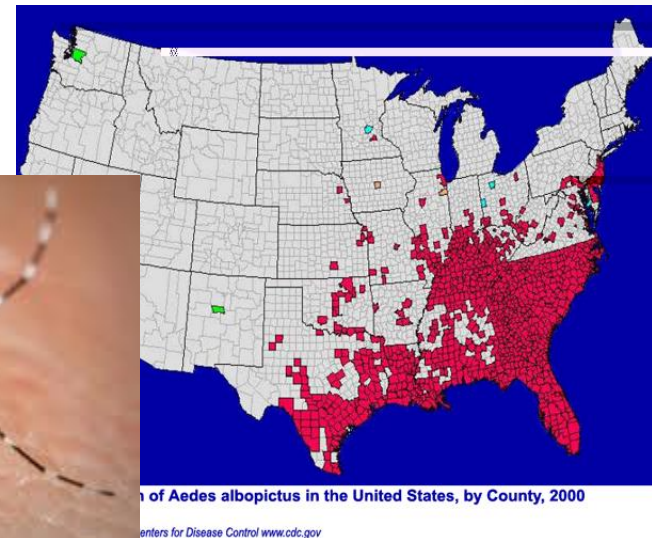 n of Aedes albopictus in the United States, by County, 2000
enters for Disease Control www.cdc.gov